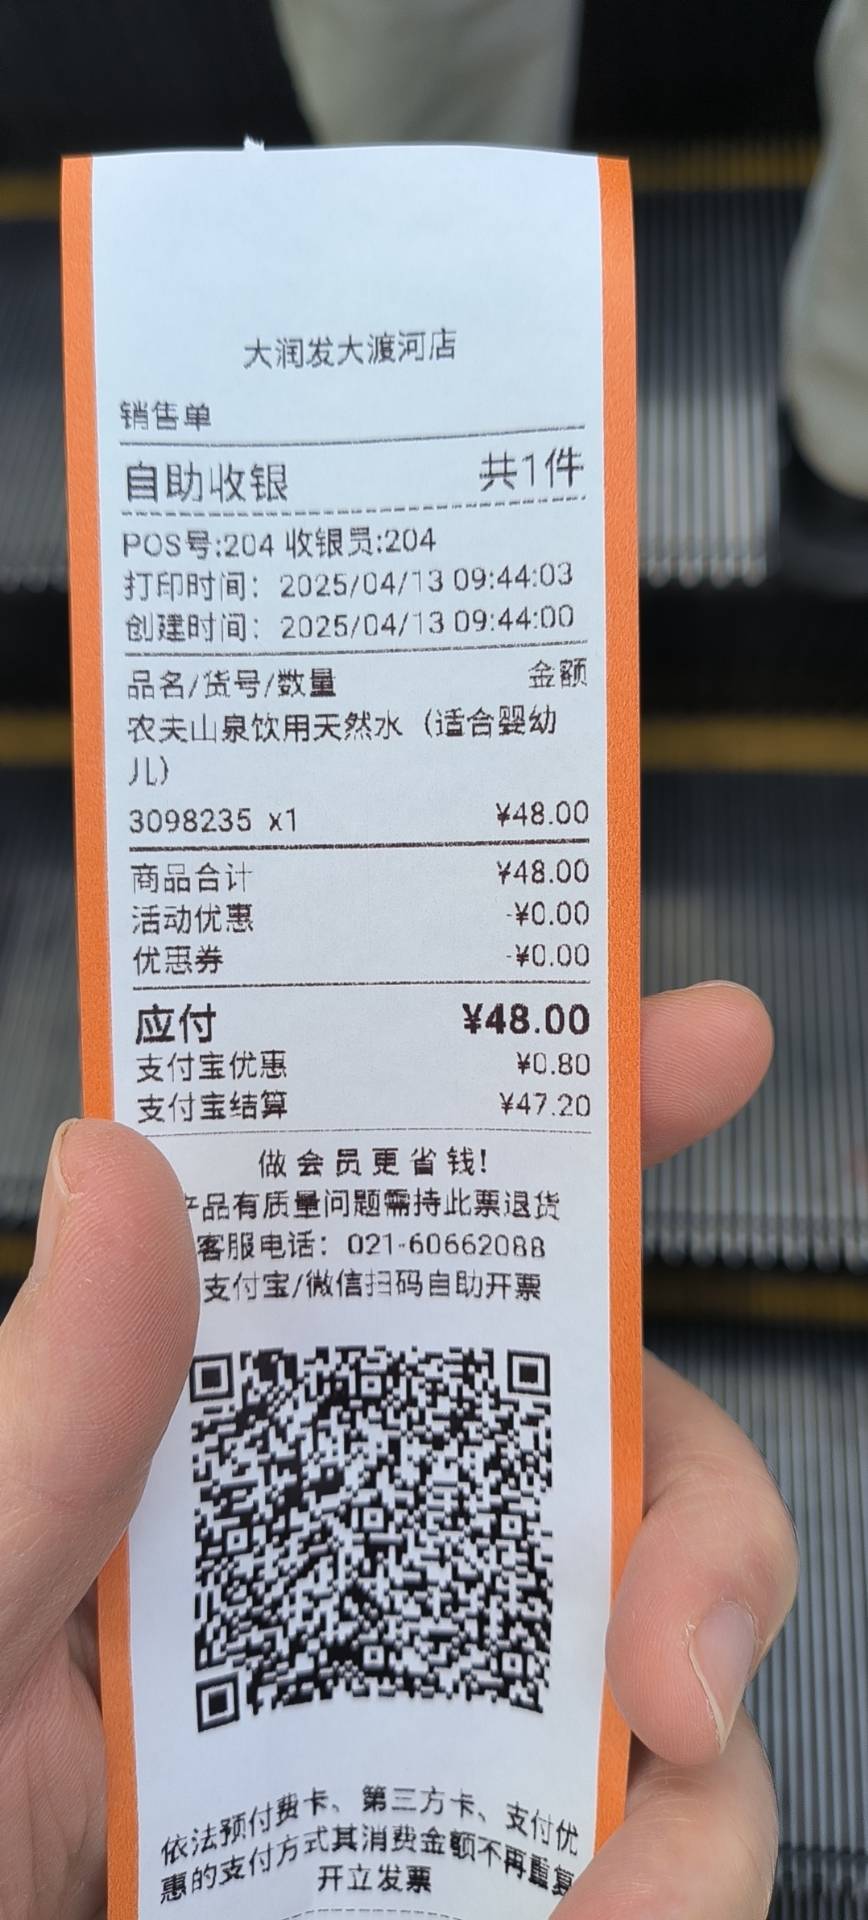 大润发大渡河店
销售单
自助收银 共1件
POS号:204 收银员:204
打印时间：2025/04/13 09:44:03
创建时间：2025/04/13 09:44:00
品名/货号/数量 金额
农夫山泉饮用天然水（适合婴幼
儿）
3098235 x1 ¥48.00
商品合计 ¥48.00
活动优惠 -¥0.00
优惠券 -¥0.00
应付 ¥48.00
支付宝优惠 ¥0.80
支付宝结算 ¥47.20
做会员更省钱!
产品有质量问题需持此票退货
客服电话：021-60662088
支付宝/微信扫码自助开票
依法预付费卡、第三方卡、支付优
惠的支付方式其消费金额不再重复
开立发票